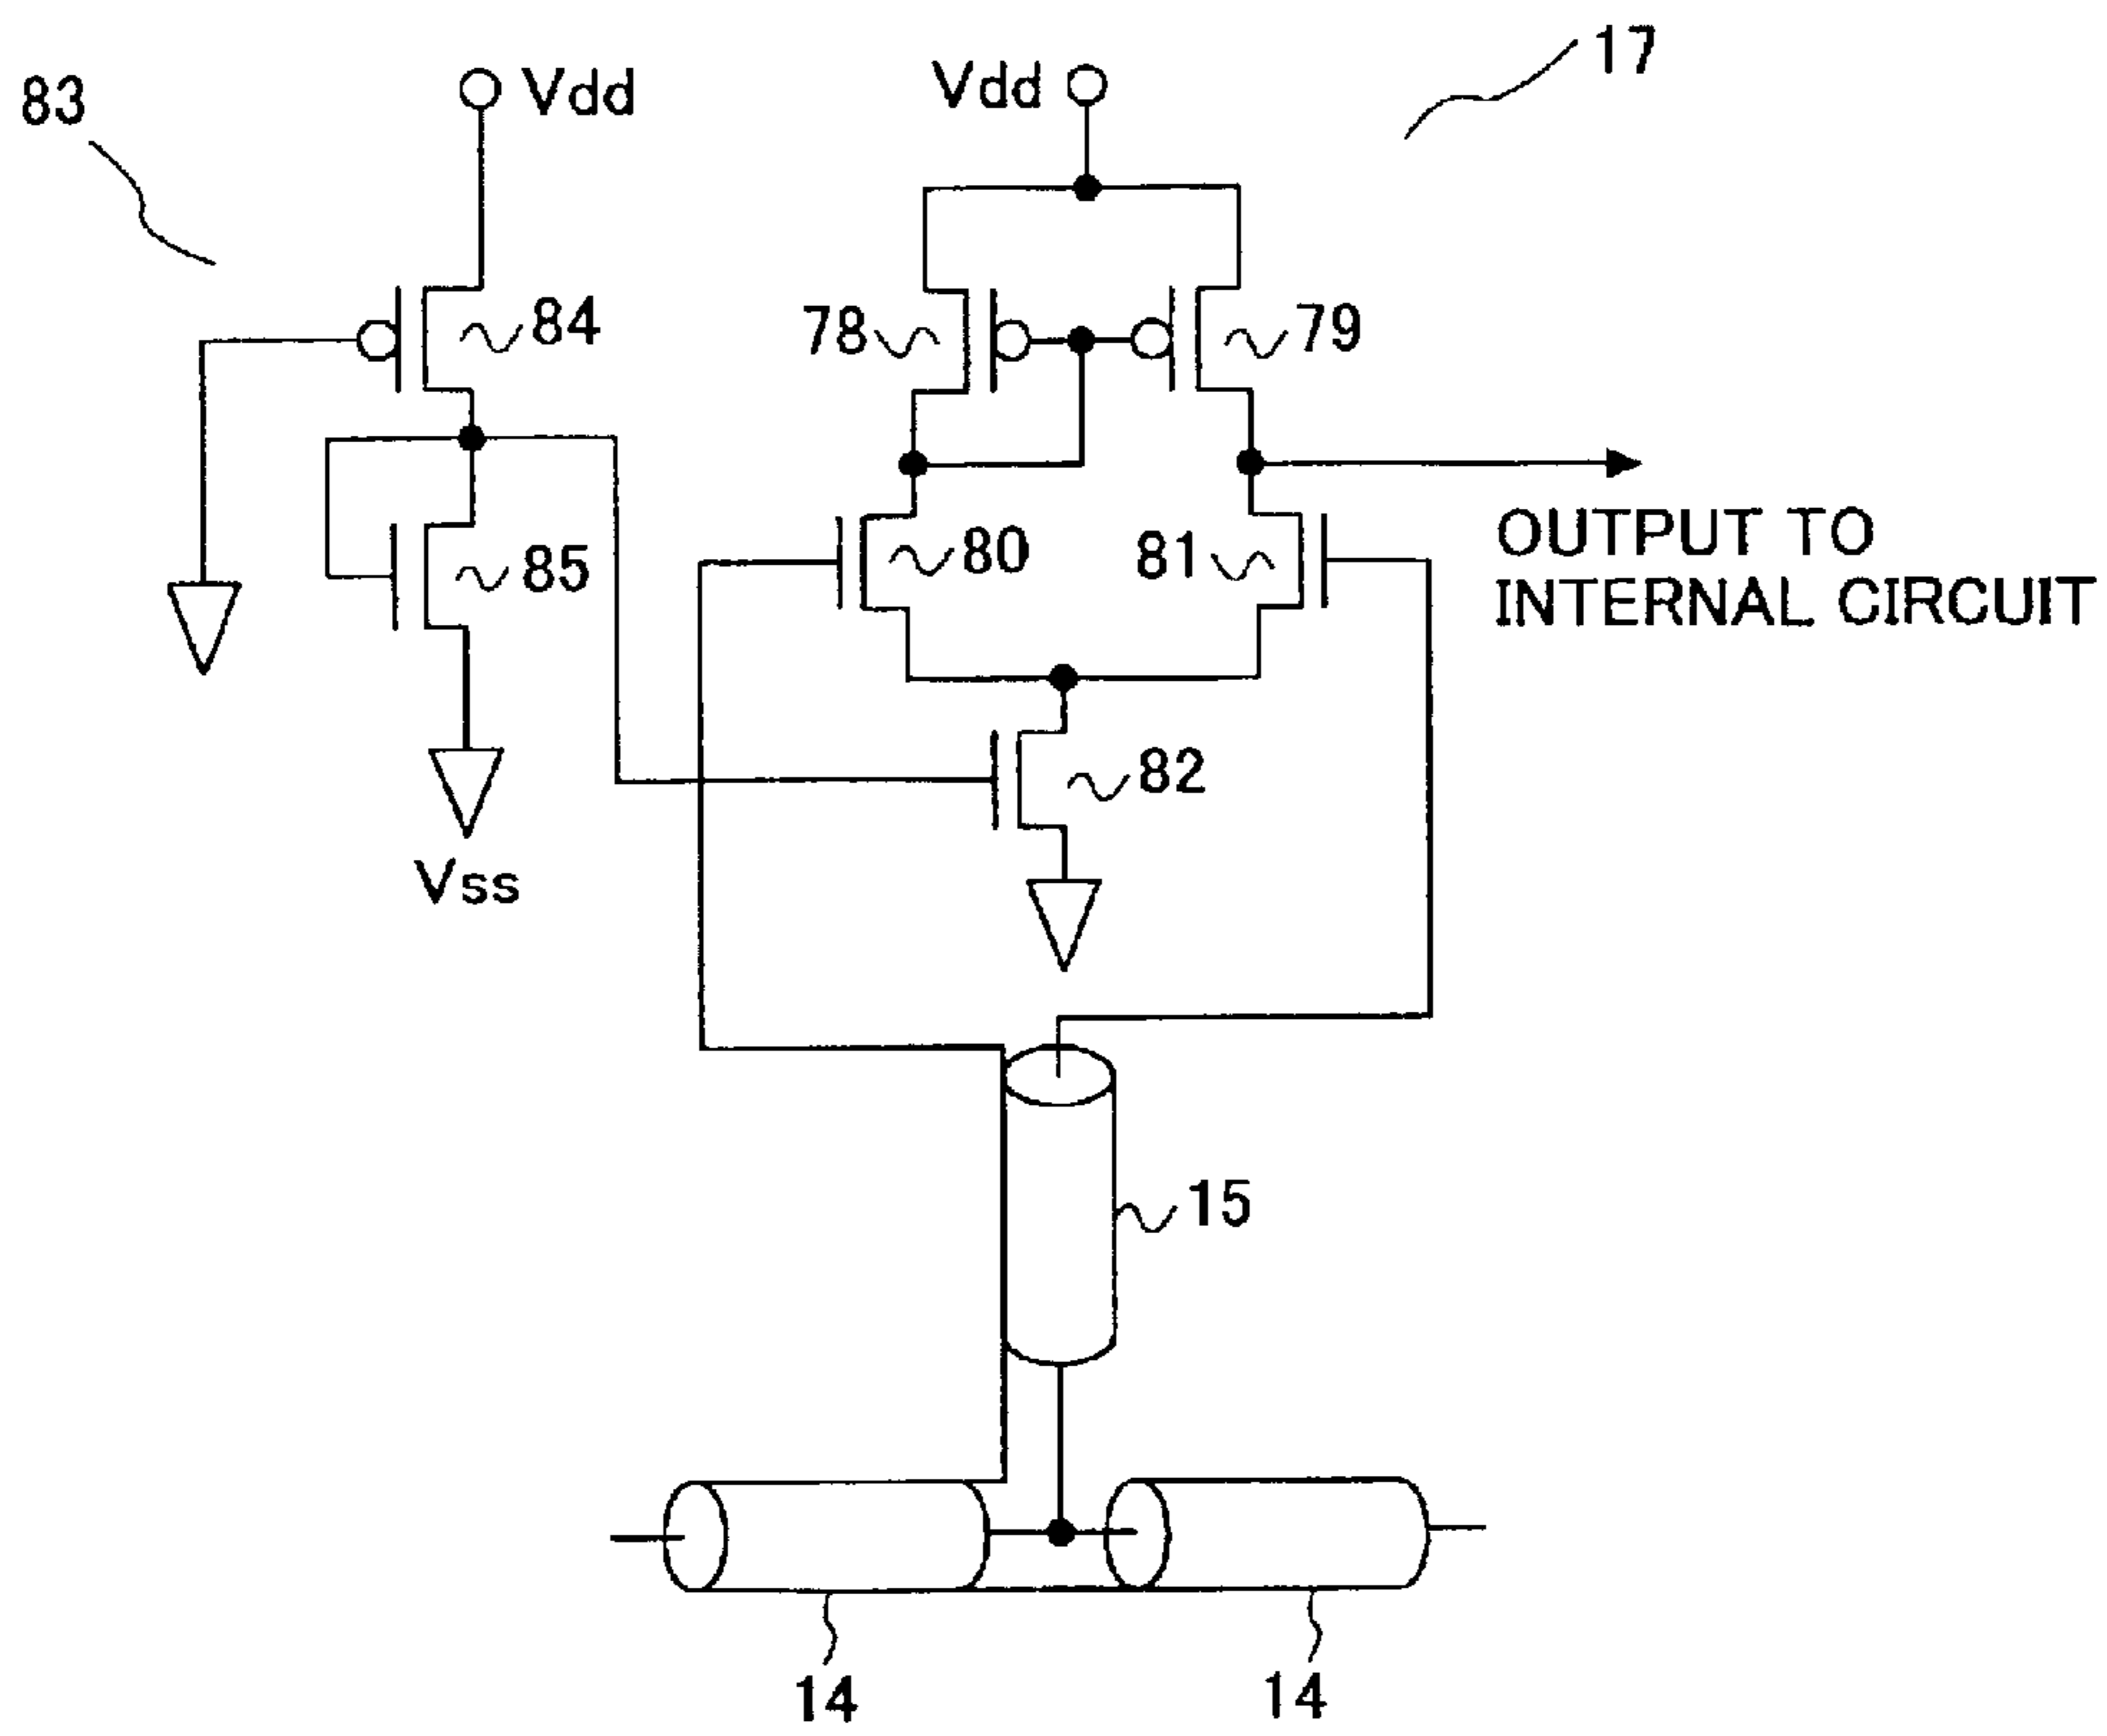 83
Vdd
Vdd
17
84
78
79
85
80
81
OUTPUT TO
INTERNAL CIRCUIT
82
Vss
15
14
14